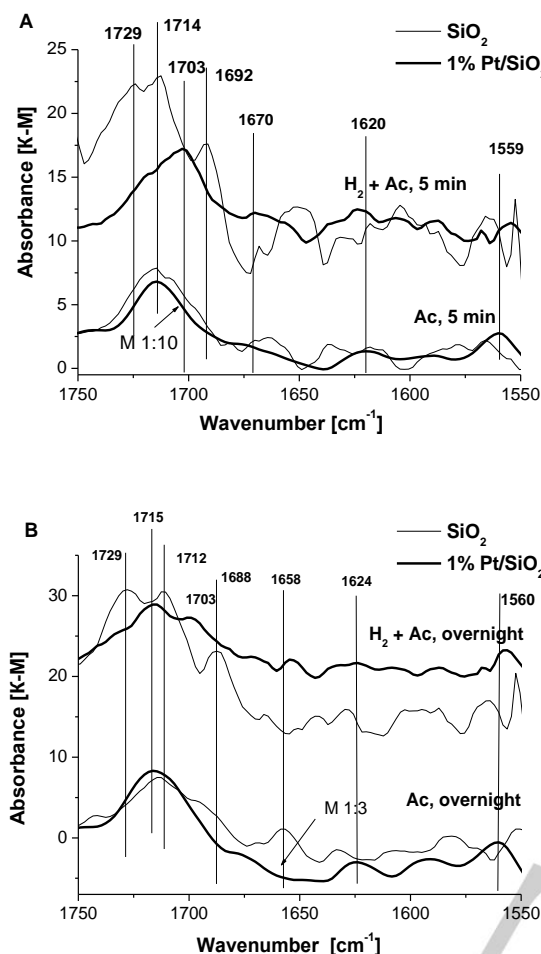 A
1729
1714
1703
1692
1670
1620
1559
SiO2
1% Pt/SiO2
H2 + Ac, 5 min
Ac, 5 min
M 1:10
Absorbance [K-M]
25
20
15
10
5
0
1750 1700 1650 1600 1550
Wavenumber [cm-1]
B
1729
1715
1712
1703
1688
1658
1624
1560
SiO2
1% Pt/SiO2
H2 + Ac, overnight
Ac, overnight
M 1:3
Absorbance [K-M]
30
20
10
0
1750 1700 1650 1600 1550
Wavenumber [cm-1]